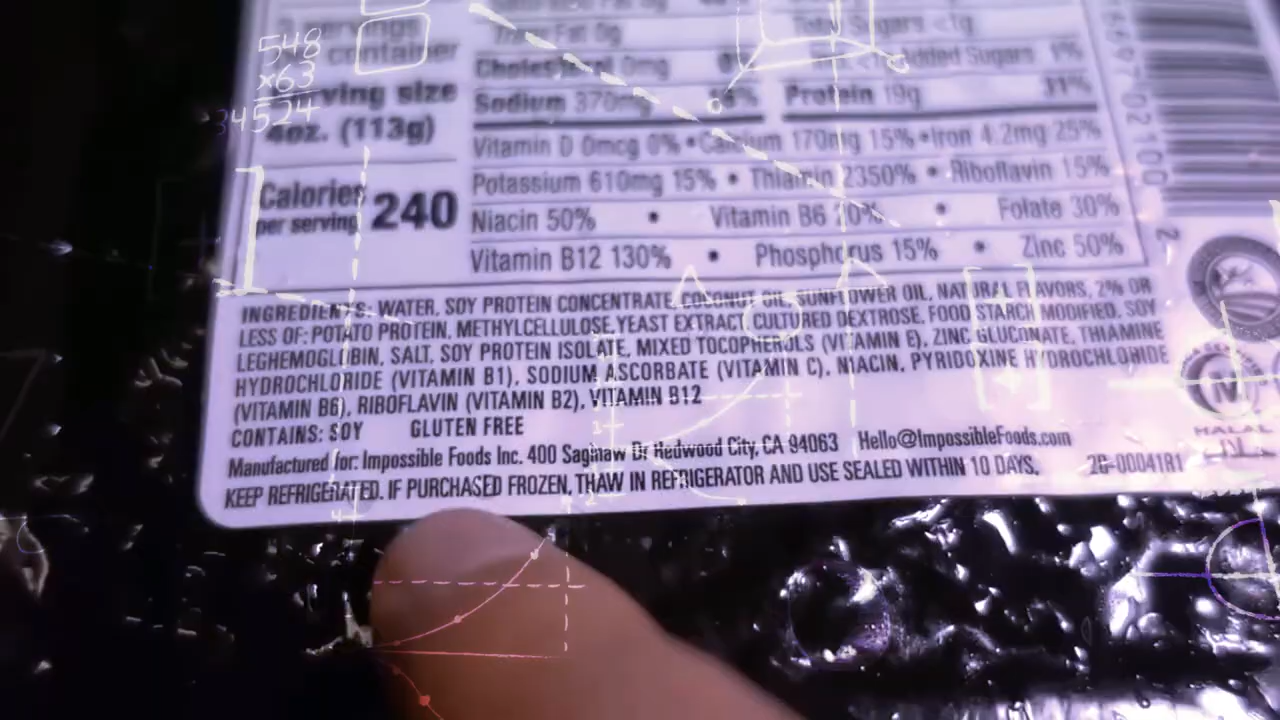 548
x63
34524
servings
container
serving size
4oz. (113g)
Calories
per serving
240
Trans Fat 0g
Cholesterol 0mg
Sodium 370mg
Total Sugars <1g
Added Sugars 1%
Protein 19g 31%
Vitamin D 0mcg 0% • Calcium 170mg 15% • Iron 4.2mg 25%
Potassium 610mg 15% • Thiamin 2350% • Riboflavin 15%
Niacin 50% • Vitamin B6 20% • Folate 30%
Vitamin B12 130% • Phosphorus 15% • Zinc 50%
INGREDIENTS: WATER, SOY PROTEIN CONCENTRATE, COCONUT OIL, SUNFLOWER OIL, NATURAL FLAVORS, 2% OR
LESS OF: POTATO PROTEIN, METHYLCELLULOSE, YEAST EXTRACT, CULTURED DEXTROSE, FOOD STARCH MODIFIED, SOY
LEGHEMOGLOBIN, SALT, SOY PROTEIN ISOLATE, MIXED TOCOPHEROLS (VITAMIN E), ZINC GLUCONATE, THIAMINE
HYDROCHLORIDE (VITAMIN B1), SODIUM ASCORBATE (VITAMIN C), NIACIN, PYRIDOXINE HYDROCHLORIDE
(VITAMIN B6), RIBOFLAVIN (VITAMIN B2), VITAMIN B12
CONTAINS: SOY GLUTEN FREE
Manufactured for: Impossible Foods Inc. 400 Saginaw Dr Redwood City, CA 94063 Hello@ImpossibleFoods.com
KEEP REFRIGERATED. IF PURCHASED FROZEN, THAW IN REFRIGERATOR AND USE SEALED WITHIN 10 DAYS. 20-0004181
HALAL